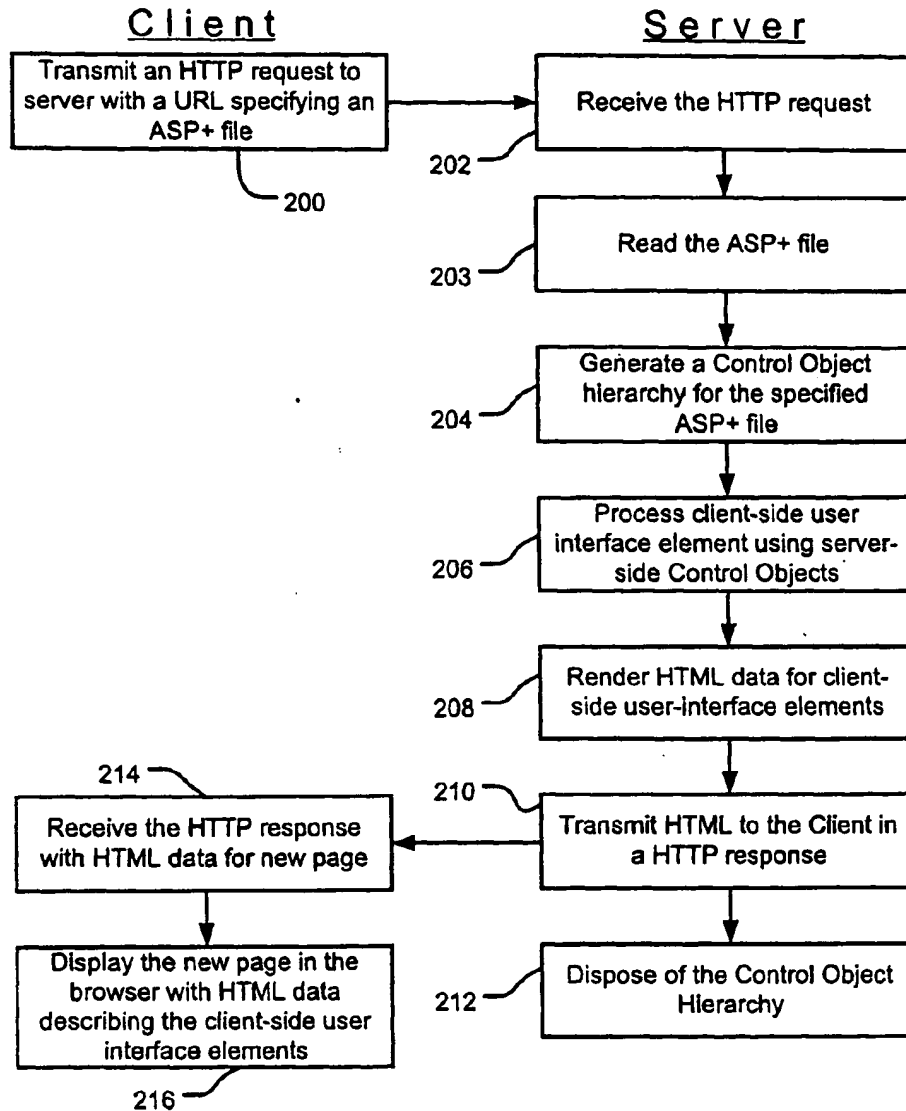 Client
Server
Transmit an HTTP request to
server with a URL specifying an
ASP+ file
200
Receive the HTTP request
202
Read the ASP+ file
203
Generate a Control Object
hierarchy for the specified
ASP+ file
204
Process client-side user
interface element using server-
side Control Objects
206
Render HTML data for client-
side user-interface elements
208
210
Transmit HTML to the Client in
a HTTP response
214
Receive the HTTP response
with HTML data for new page
Display the new page in the
browser with HTML data
describing the client-side user
interface elements
216
Dispose of the Control Object
Hierarchy
212